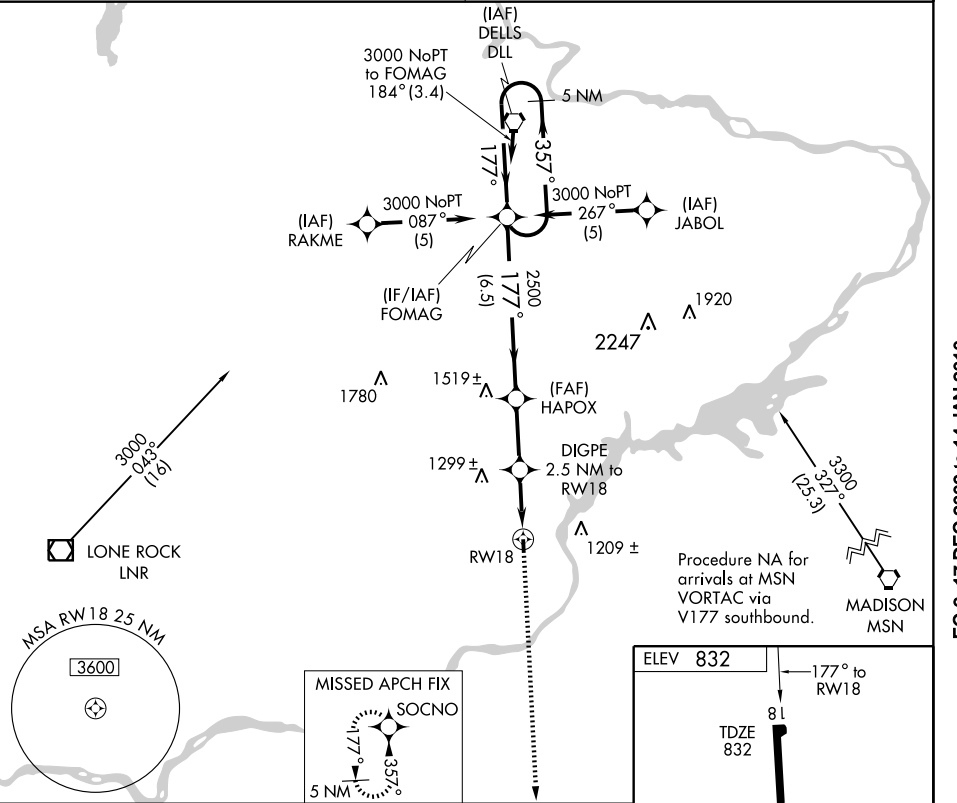 (IAF)
DELLS
DLL
3000 NoPT
to FOMAG
184° (3.4)
5 NM
177°
357°
(IAF)
RAKME
3000 NoPT
087°
(5)
3000 NoPT
267°
(5)
(IAF)
JABOL
(IF/IAF)
FOMAG
2500
177°
(6.5)
2247
1920
1780
1519 ±
(FAF)
HAPOX
1299 ±
DIGPE
2.5 NM to
RW18
3000
043°
(16)
3300
327°
(25.3)
LONE ROCK
LNR
RW18
1209 ±
Procedure NA for
arrivals at MSN
VORTAC via
V177 southbound.
MADISON
MSN
MSA RW18 25 NM
3600
MISSED APCH FIX
SOCNO
177°
357°
5 NM
ELEV 832
177° to
RW18
18
TDZE
832